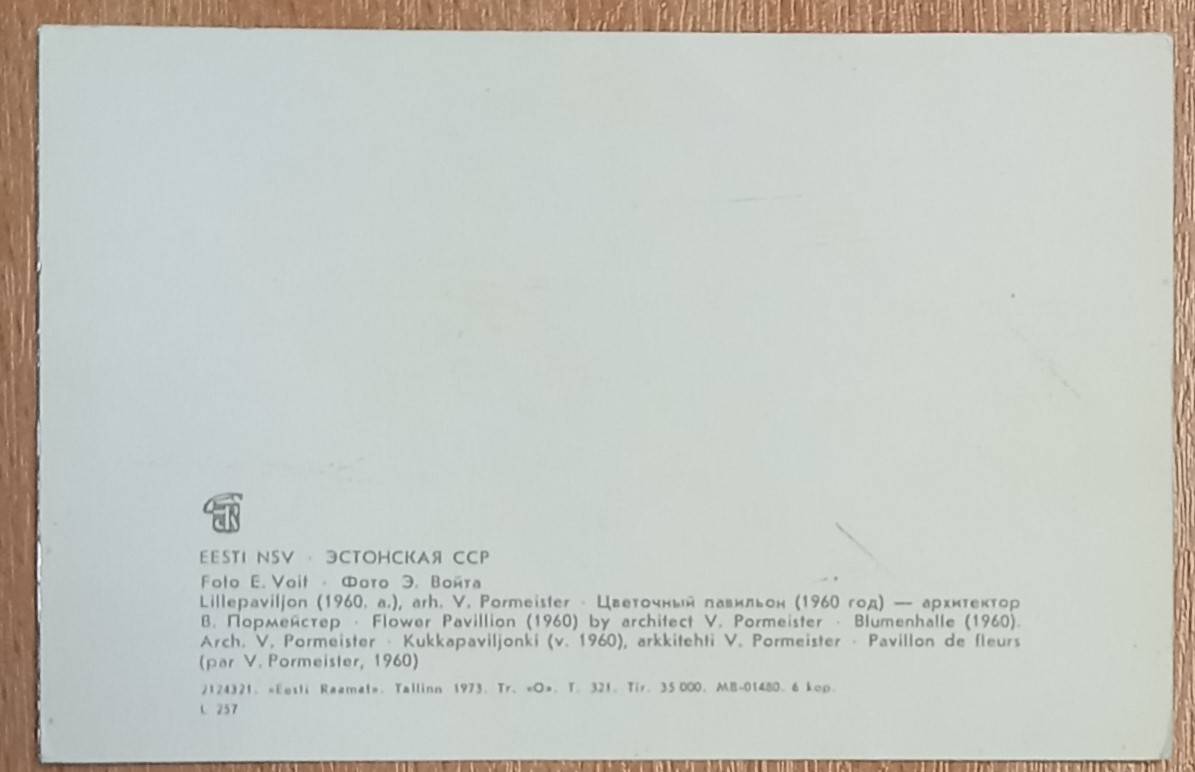 EESTI NSV · ЭСТОНСКАЯ ССР
Foto E. Voit · Фото Э. Войта
Lillepaviljon (1960. a.), arh. V. Pormeister · Цветочный павильон (1960 год) — архитектор
В. Пормейстер · Flower Pavillion (1960) by architect V. Pormeister · Blumenhalle (1960).
Arch. V. Pormeister · Kukkapaviljonki (v. 1960), arkkitehti V. Pormeister · Pavillon de fleurs
(par V. Pormeister, 1960)
2124321. «Eesti Raamat». Tallinn 1973. Tr. «O». T. 321. Tir. 35 000. MB-01480. 6 kop.
L 257